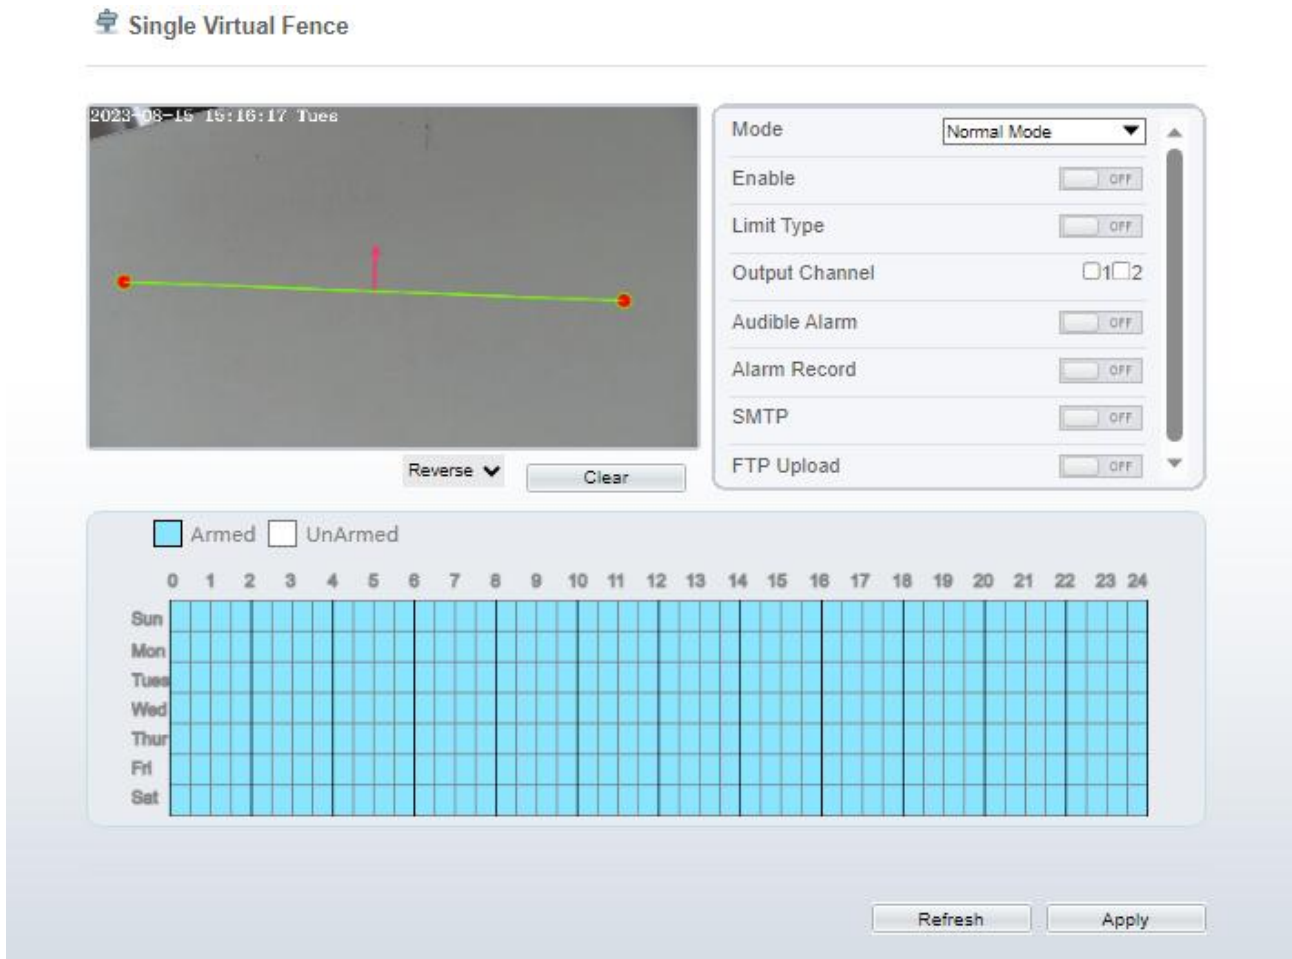 Single Virtual Fence
2023-08-15 15:16:17 Tues
Mode Normal Mode
Enable OFF
Limit Type OFF
Output Channel 1 2
Audible Alarm OFF
Alarm Record OFF
SMTP OFF
FTP Upload OFF
Reverse Clear
Armed UnArmed
0 1 2 3 4 5 6 7 8 9 10 11 12 13 14 15 16 17 18 19 20 21 22 23 24
Sun
Mon
Tues
Wed
Thur
Fri
Sat
Refresh Apply